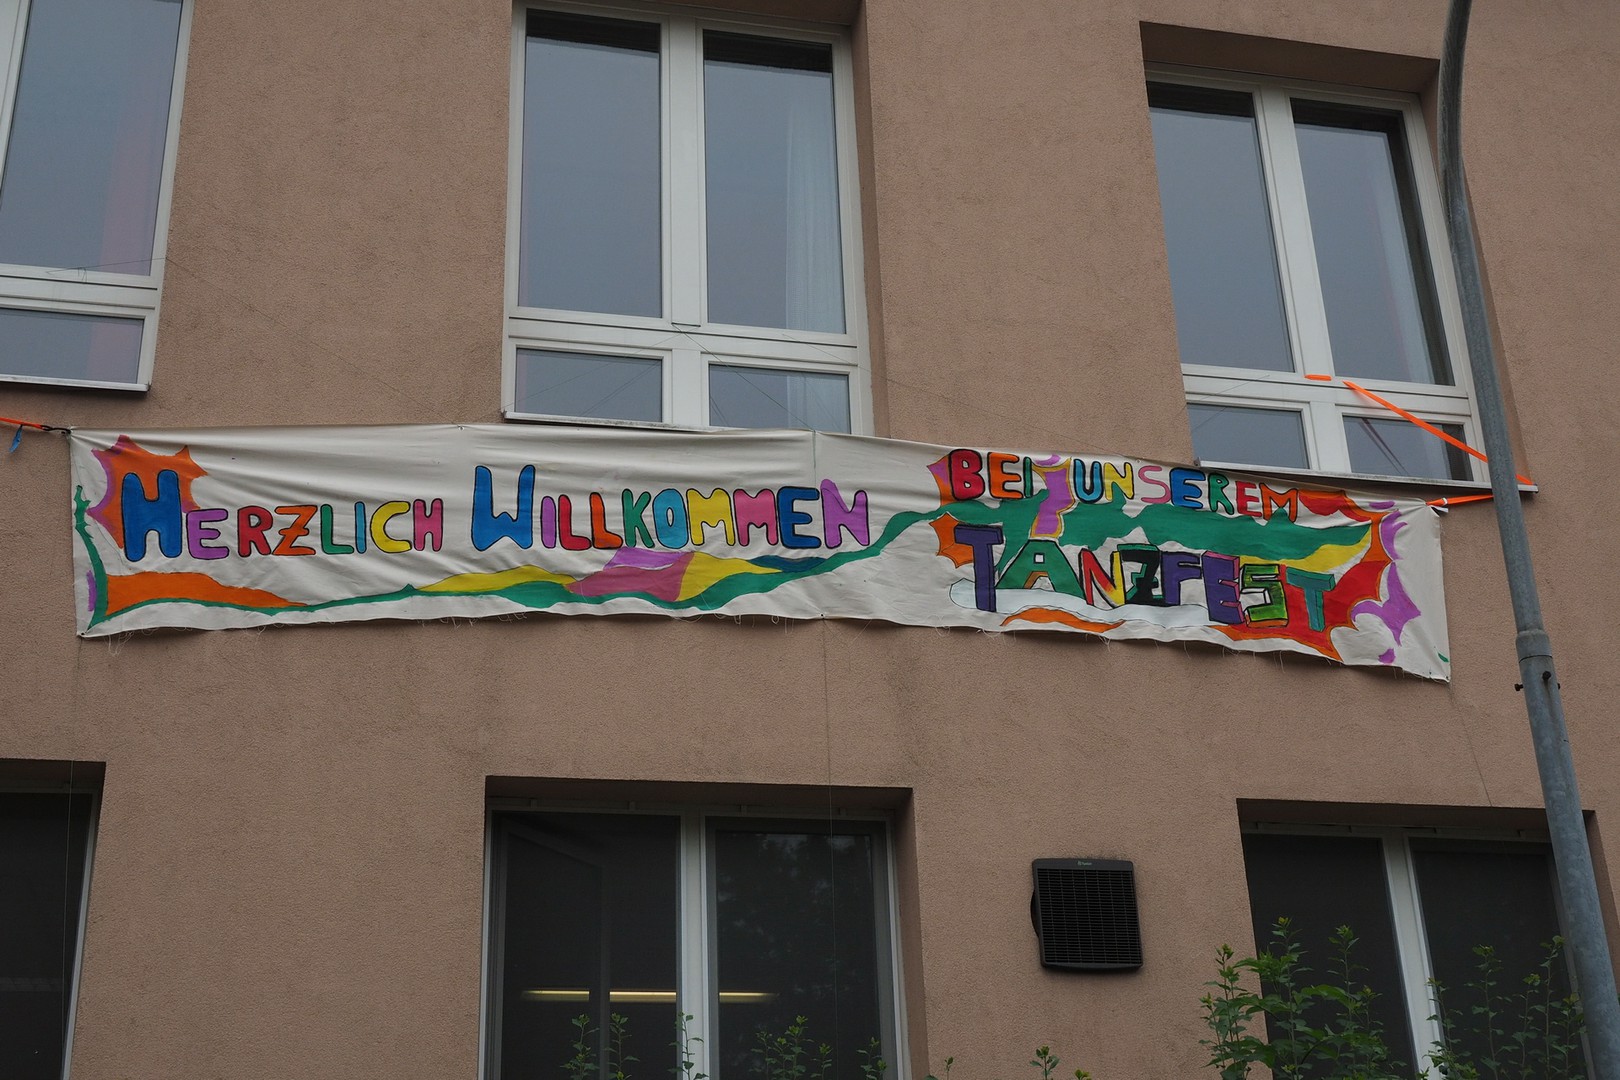 HERZLICH WILLKOMMEN
BEI UNSEREM
TANZFEST